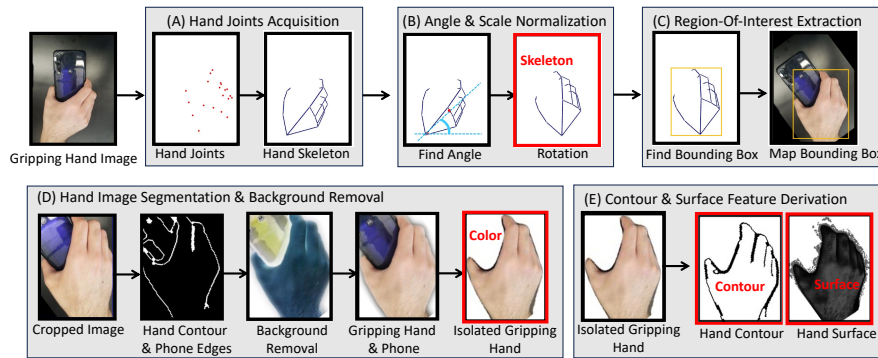 (A) Hand Joints Acquisition
(B) Angle & Scale Normalization
(C) Region-Of-Interest Extraction
Skeleton
Gripping Hand Image
Hand Joints
Hand Skeleton
Find Angle
Rotation
Find Bounding Box
Map Bounding Box
(D) Hand Image Segmentation & Background Removal
(E) Contour & Surface Feature Derivation
Color
Contour
Surface
Cropped Image
Hand Contour
& Phone Edges
Background
Removal
Gripping Hand
& Phone
Isolated Gripping
Hand
Isolated Gripping
Hand
Hand Contour
Hand Surface